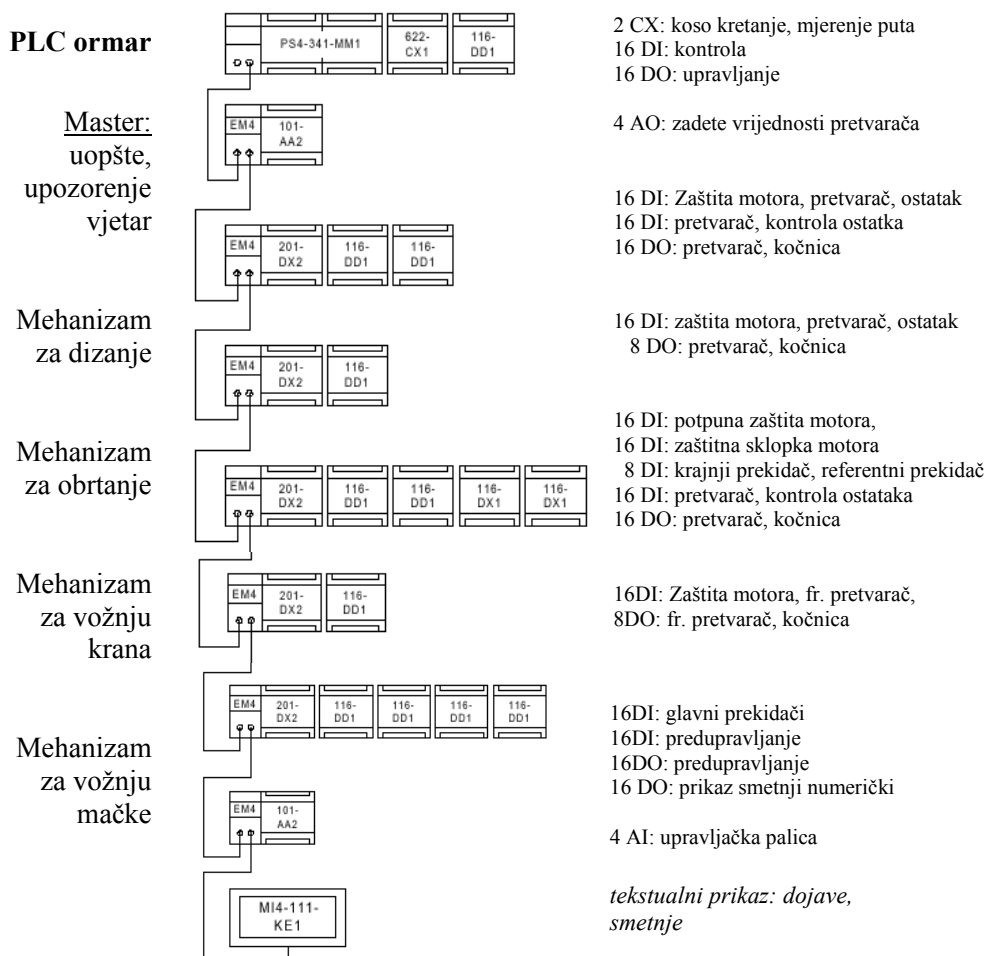 PLC ormar
PS4-341-MM1
622-
CX1
116-
DD1
2 CX: koso kretanje, mjerenje puta
16 DI: kontrola
16 DO: upravljanje
Master:
uopšte,
upozorenje
vjetar
EM4
101-
AA2
4 AO: zadete vrijednosti pretvarača
EM4
201-
DX2
116-
DD1
116-
DD1
16 DI: Zaštita motora, pretvarač, ostatak
16 DI: pretvarač, kontrola ostatka
16 DO: pretvarač, kočnica
Mehanizam
za dizanje
EM4
201-
DX2
116-
DD1
16 DI: zaštita motora, pretvarač, ostatak
8 DO: pretvarač, kočnica
Mehanizam
za obrtanje
EM4
201-
DX2
116-
DD1
116-
DD1
116-
DX1
116-
DX1
16 DI: potpuna zaštita motora,
16 DI: zaštitna sklopka motora
8 DI: krajnji prekidač, referentni prekidač
16 DI: pretvarač, kontrola ostataka
16 DO: pretvarač, kočnica
Mehanizam
za vožnju
krana
EM4
201-
DX2
116-
DD1
16DI: Zaštita motora, fr. pretvarač,
8DO: fr. pretvarač, kočnica
Mehanizam
za vožnju
mačke
EM4
201-
DX2
116-
DD1
116-
DD1
116-
DD1
116-
DD1
16DI: glavni prekidači
16DI: predupravljanje
16DO: predupravljanje
16 DO: prikaz smetnji numerički
EM4
101-
AA2
4 AI: upravljačka palica
MI4-111-
KE1
tekstualni prikaz: dojave,
smetnje